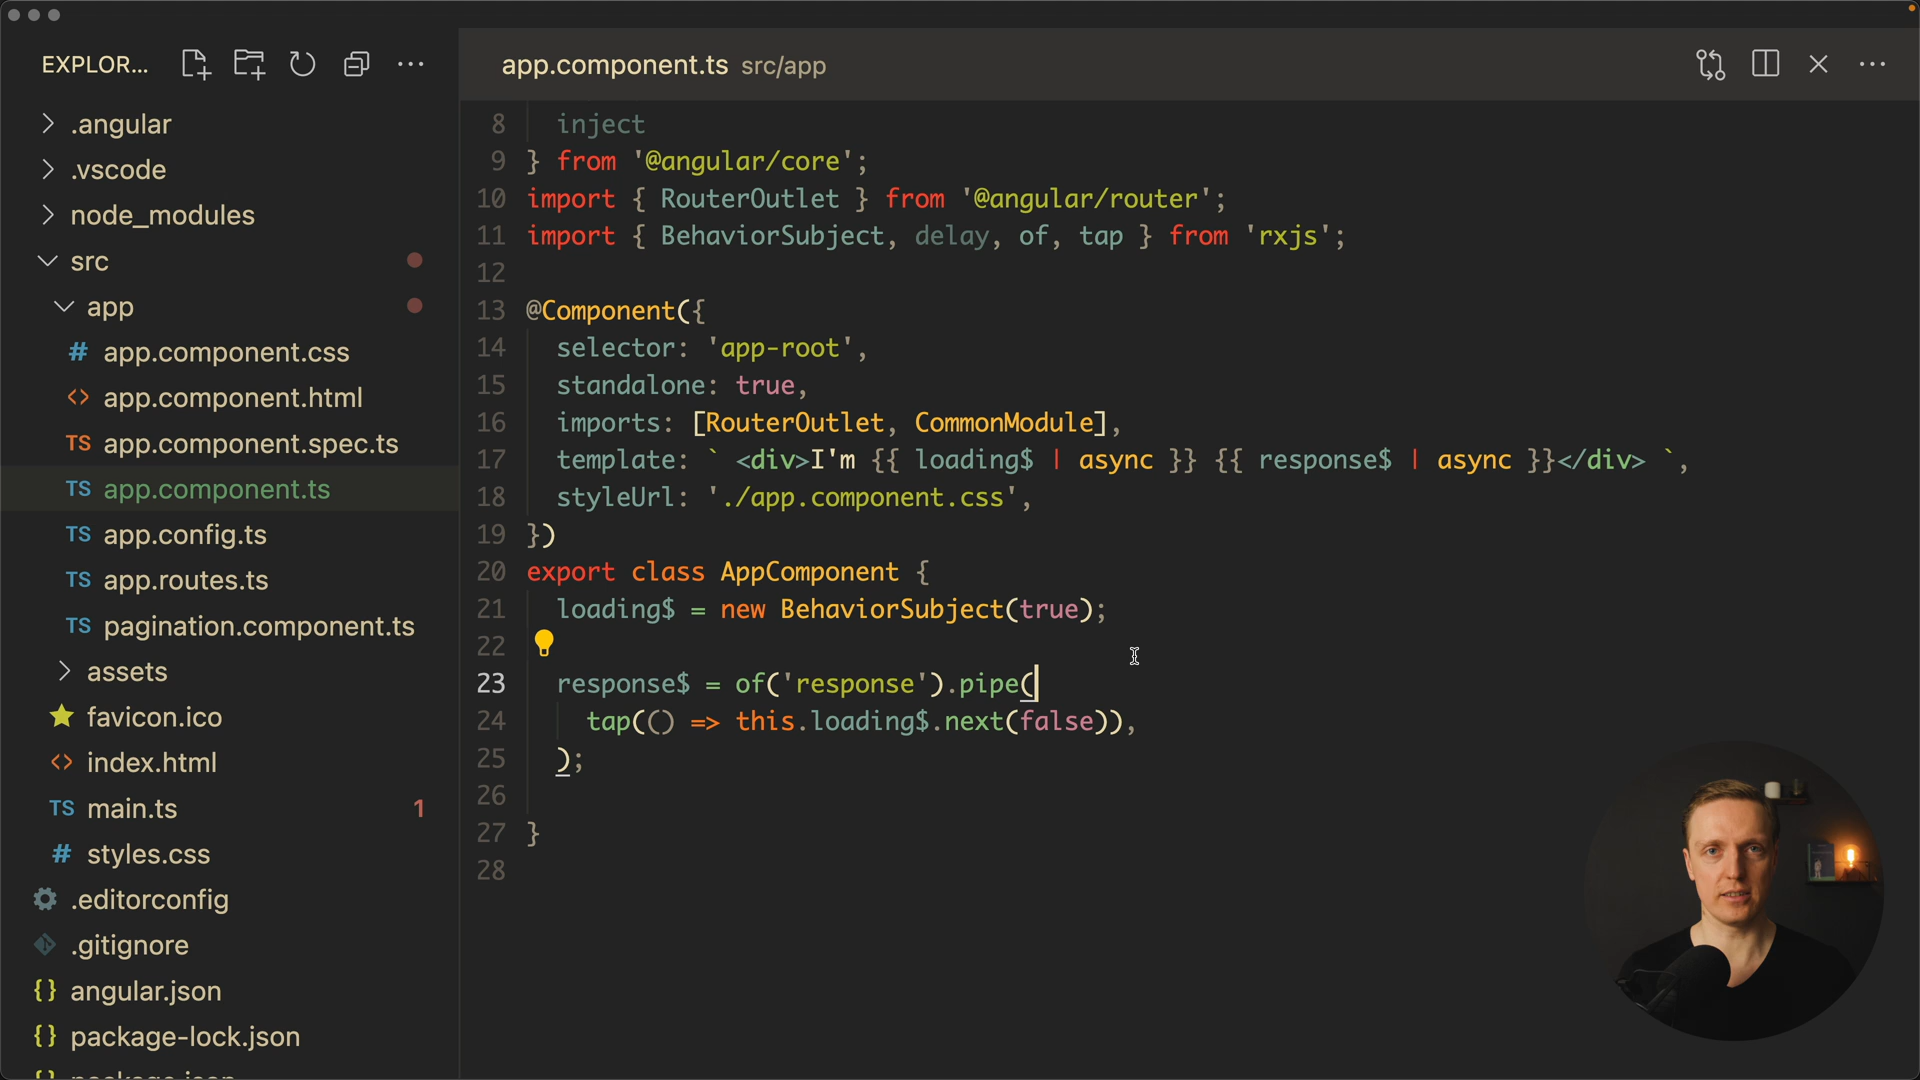 EXPLOR...
.angular
.vscode
node_modules
src
app
# app.component.css
<> app.component.html
TS app.component.spec.ts
TS app.component.ts
TS app.config.ts
TS app.routes.ts
TS pagination.component.ts
assets
favicon.ico
<> index.html
TS main.ts 1
# styles.css
.editorconfig
.gitignore
{} angular.json
{} package-lock.json
app.component.ts src/app
8 inject
9 } from '@angular/core';
10 import { RouterOutlet } from '@angular/router';
11 import { BehaviorSubject, delay, of, tap } from 'rxjs';
12
13 @Component({
14 selector: 'app-root',
15 standalone: true,
16 imports: [RouterOutlet, CommonModule],
17 template: ` <div>I'm {{ loading$ | async }} {{ response$ | async }}</div> `,
18 styleUrl: './app.component.css',
19 })
20 export class AppComponent {
21 loading$ = new BehaviorSubject(true);
22
23 response$ = of('response').pipe(
24 tap(() => this.loading$.next(false)),
25 );
26
27 }
28